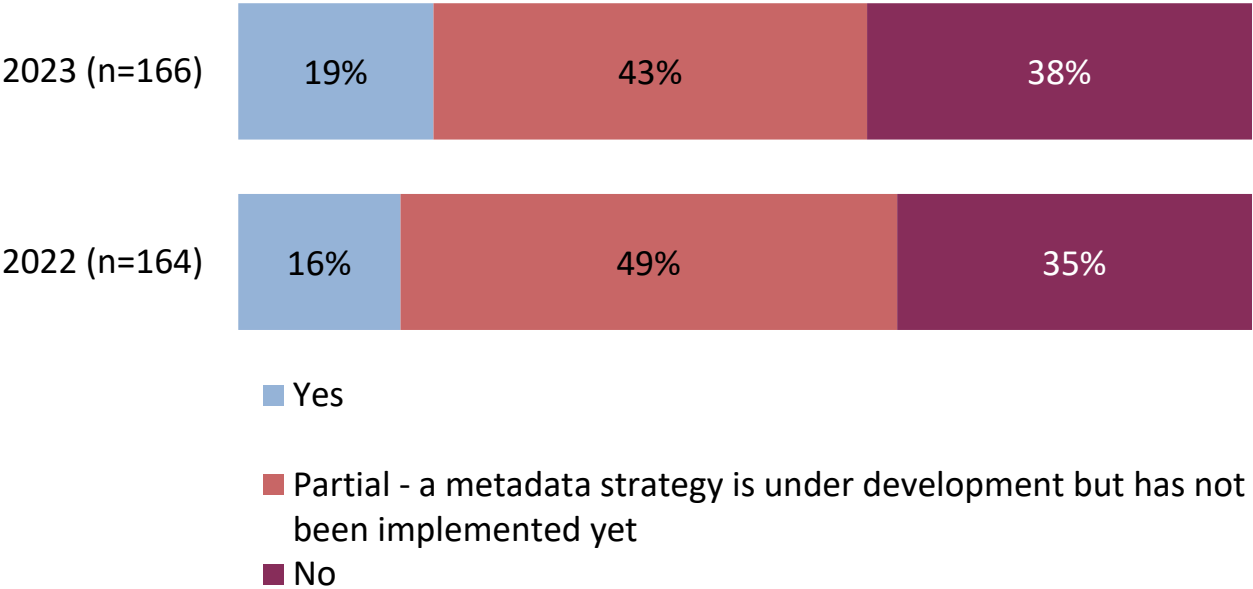 2023 (n=166) 19% 43% 38%
2022 (n=164) 16% 49% 35%
Yes
Partial - a metadata strategy is under development but has not
been implemented yet
No